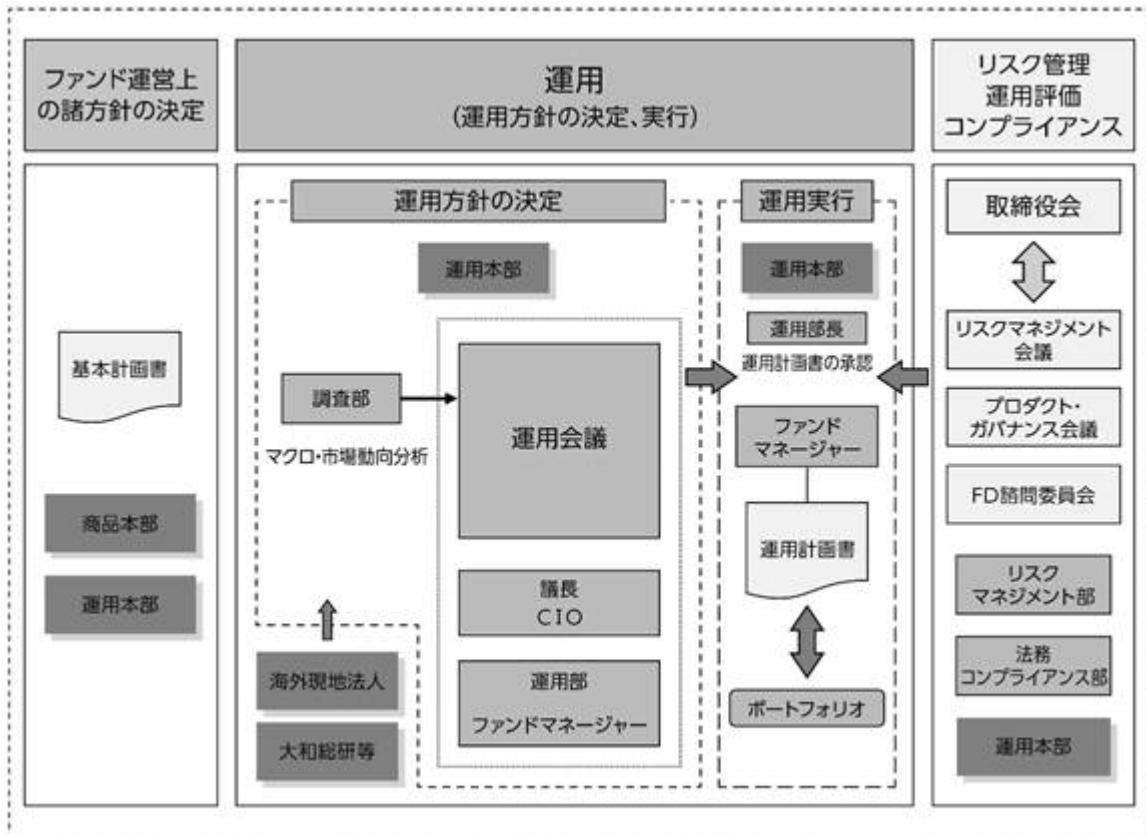 ファンド運営上
の諸方針の決定
運用
(運用方針の決定、実行)
リスク管理
運用評価
コンプライアンス
基本計画書
商品本部
運用本部
運用方針の決定
運用本部
調査部
マクロ・市場動向分析
運用会議
議長
CIO
運用部
ファンドマネージャー
海外現地法人
大和総研等
運用実行
運用本部
運用部長
運用計画書の承認
ファンド
マネージャー
運用計画書
ポートフォリオ
取締役会
リスクマネジメント
会議
プロダクト・
ガバナンス会議
FD諮問委員会
リスク
マネジメント部
法務
コンプライアンス部
運用本部